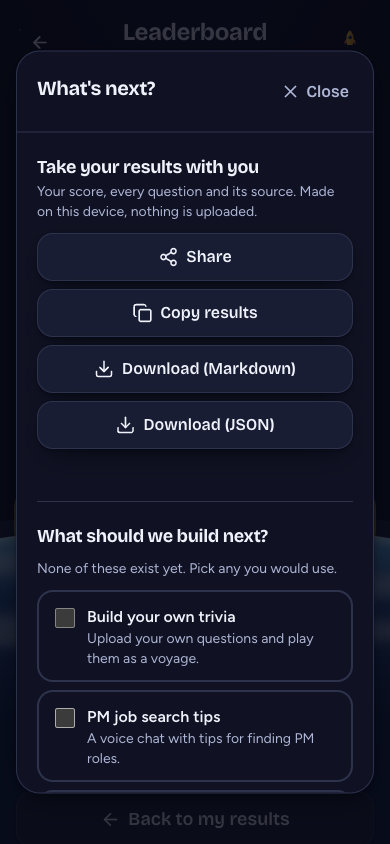 Leaderboard
What's next?
Close
Take your results with you
Your score, every question and its source. Made
on this device, nothing is uploaded.
Share
Copy results
Download (Markdown)
Download (JSON)
What should we build next?
None of these exist yet. Pick any you would use.
Build your own trivia
Upload your own questions and play
them as a voyage.
PM job search tips
A voice chat with tips for finding PM
roles.
Back to my results